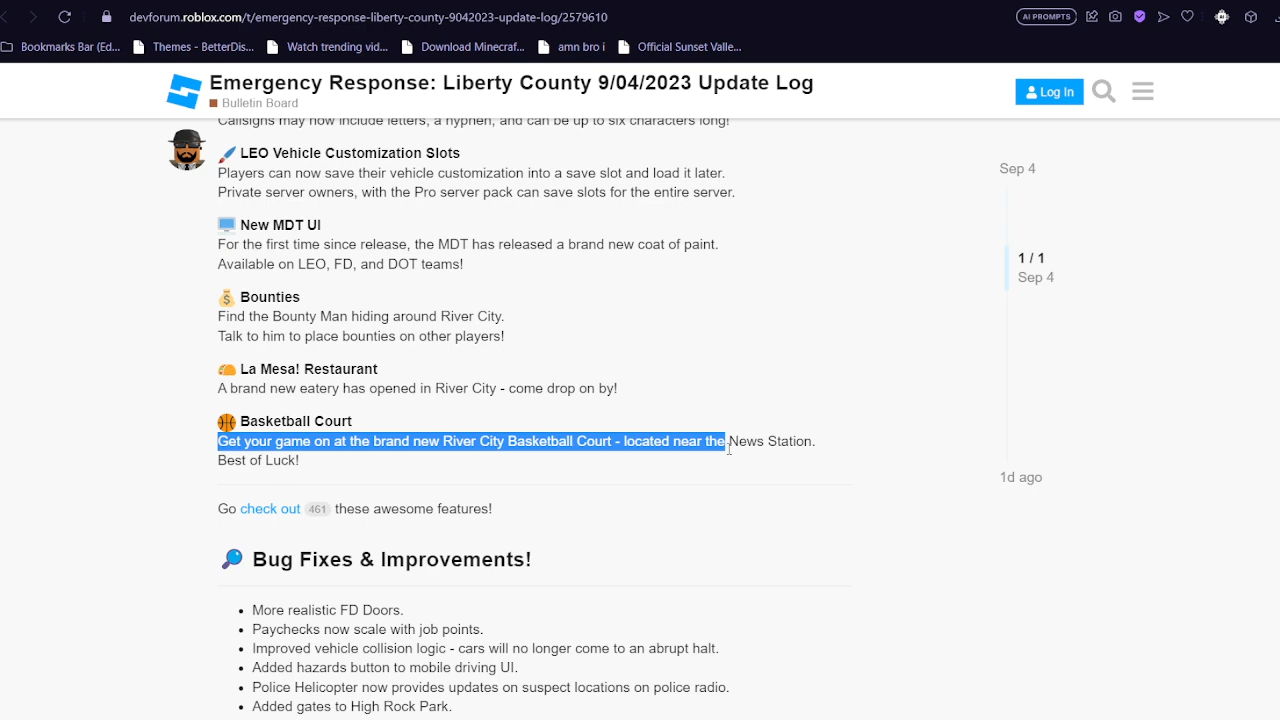 devforum.roblox.com/t/emergency-response-liberty-county-9042023-update-log/2579610
AI PROMPTS
Bookmarks Bar (Ed...
Themes - BetterDis...
Watch trending vid...
Download Minecraf...
amn bro i
Official Sunset Valle...
Emergency Response: Liberty County 9/04/2023 Update Log
Bulletin Board
Log In
Callsigns may now include letters, a hyphen, and can be up to six characters long!
LEO Vehicle Customization Slots
Players can now save their vehicle customization into a save slot and load it later.
Private server owners, with the Pro server pack can save slots for the entire server.
New MDT UI
For the first time since release, the MDT has released a brand new coat of paint.
Available on LEO, FD, and DOT teams!
Bounties
Find the Bounty Man hiding around River City.
Talk to him to place bounties on other players!
La Mesa! Restaurant
A brand new eatery has opened in River City - come drop on by!
Basketball Court
Get your game on at the brand new River City Basketball Court - located near the News Station.
Best of Luck!
Go check out 461 these awesome features!
Bug Fixes & Improvements!
More realistic FD Doors.
Paychecks now scale with job points.
Improved vehicle collision logic - cars will no longer come to an abrupt halt.
Added hazards button to mobile driving UI.
Police Helicopter now provides updates on suspect locations on police radio.
Added gates to High Rock Park.
Sep 4
1 / 1
Sep 4
1d ago